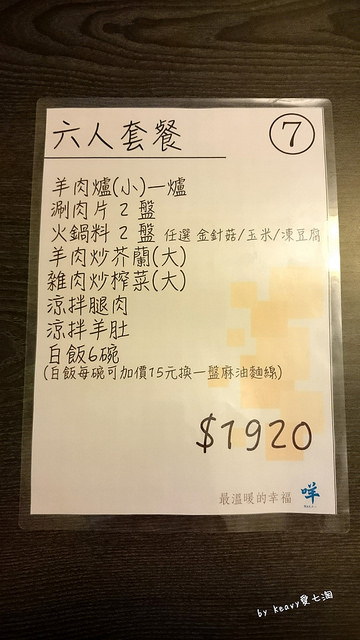 六人套餐 ⑦
羊肉爐(小)一爐
涮肉片 2 盤
火鍋料 2 盤 任選 金針菇/玉米/凍豆腐
羊肉炒芥蘭(大)
雜肉炒榨菜(大)
涼拌腿肉
涼拌羊肚
白飯6碗
(白飯每碗可加價15元換一盤麻油麵線)
$1920
最溫暖的幸福 咩
by keavy愛七淘